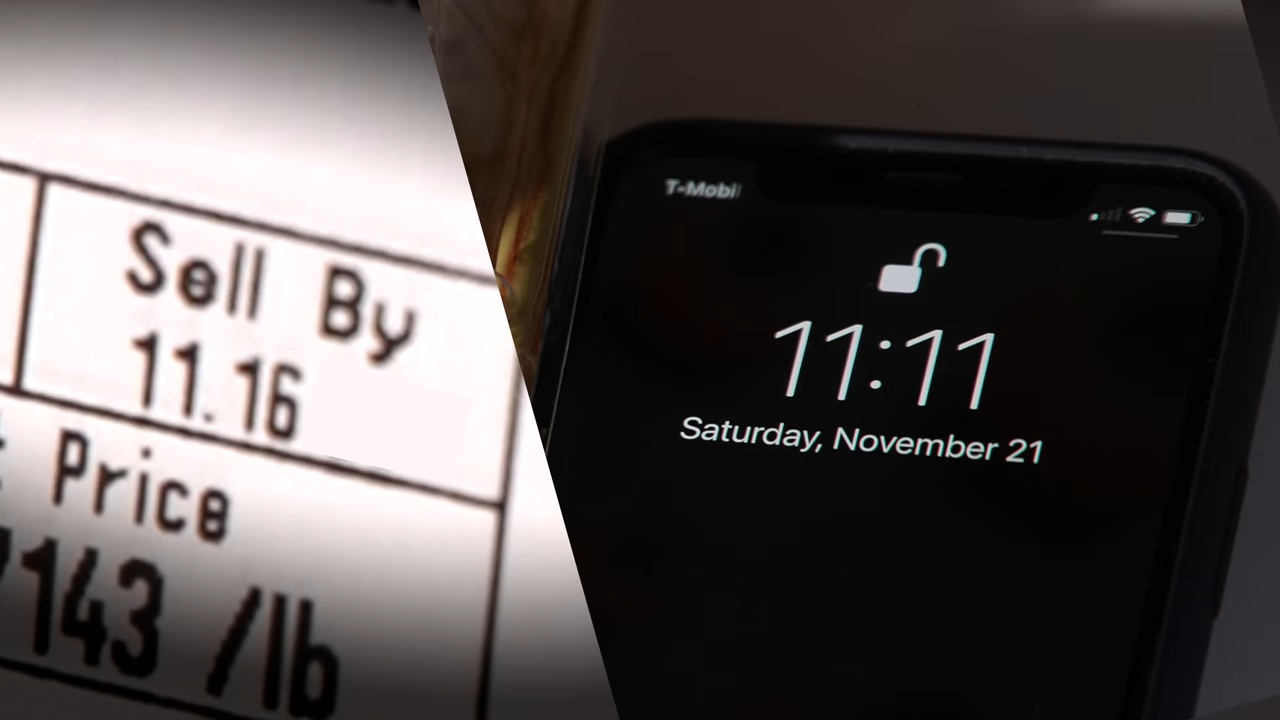 Sell By
11.16
Price
143 /lb
T-Mobil
11:11
Saturday, November 21